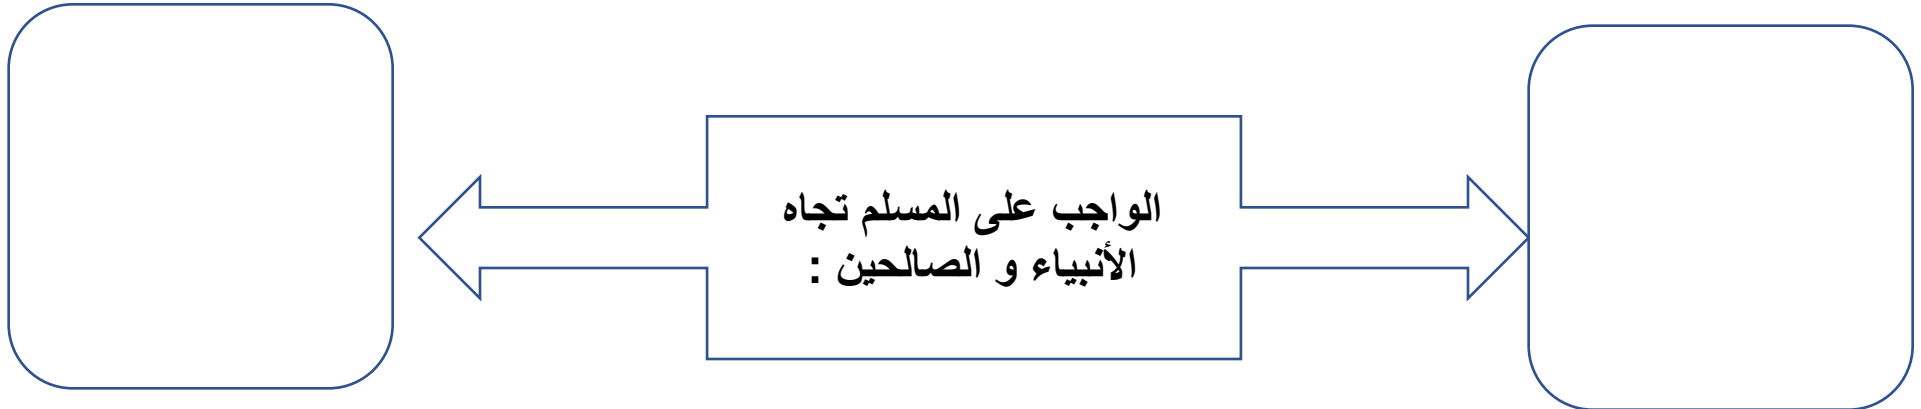 الواجب على المسلم تجاه
الأنبياء و الصالحين :